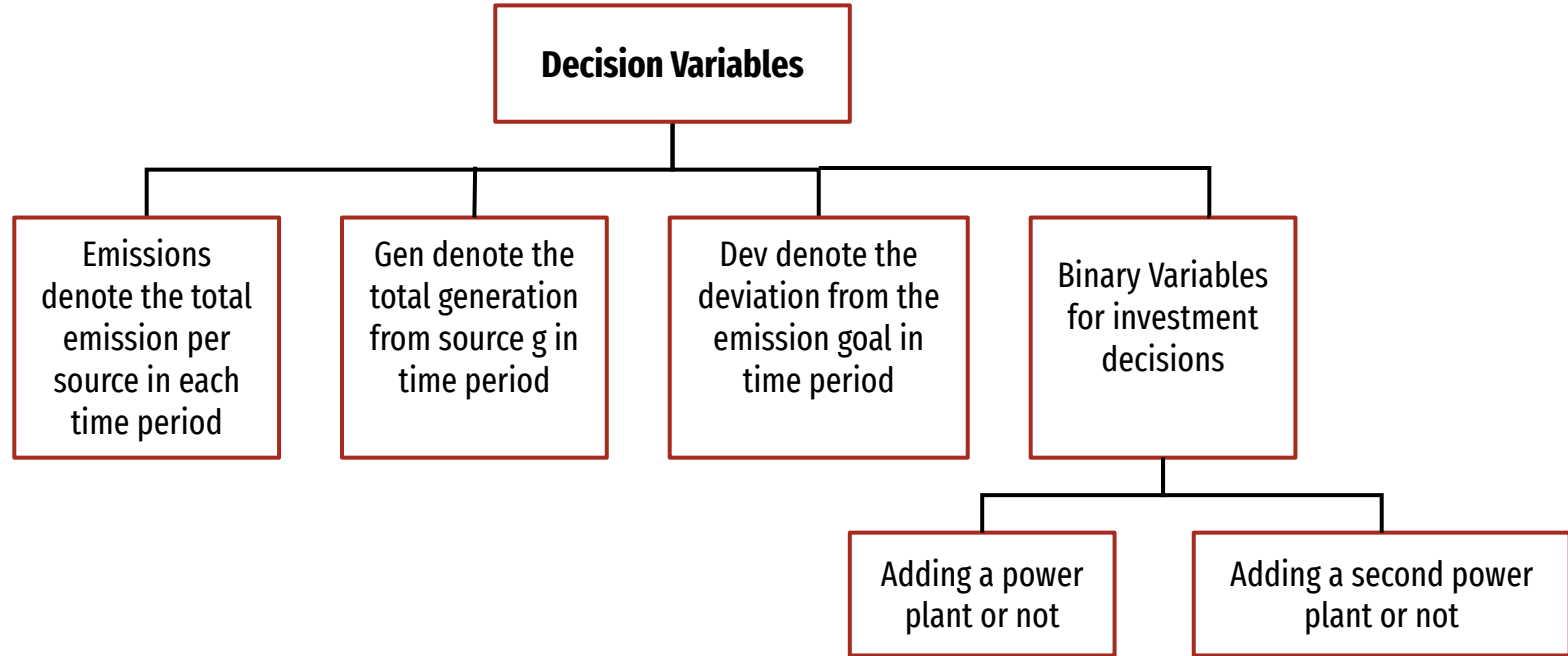 Decision Variables
Emissions
denote the total
emission per
source in each
time period
Gen denote the
total generation
from source g in
time period
Dev denote the
deviation from the
emission goal in
time period
Binary Variables
for investment
decisions
Adding a power
plant or not
Adding a second power
plant or not